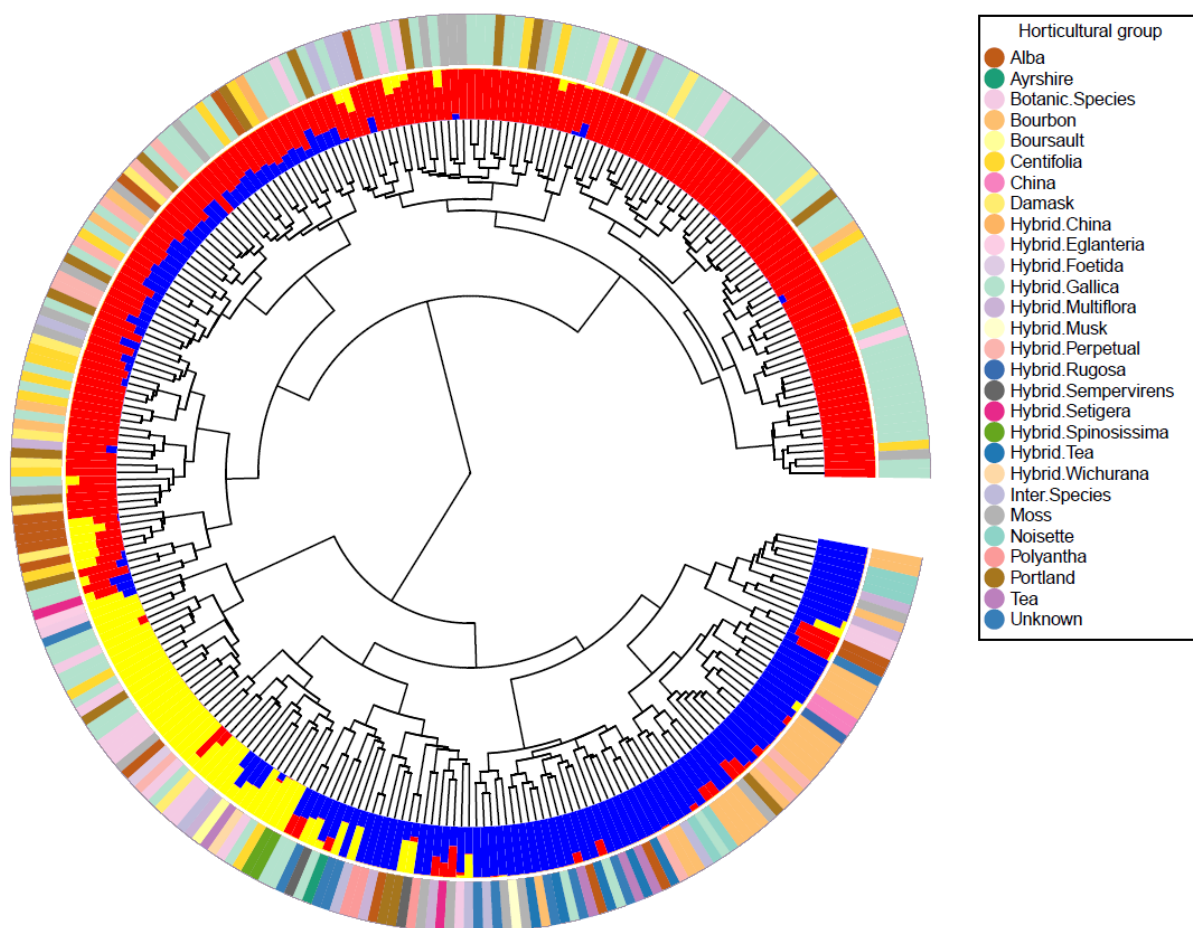 Horticultural group
Alba
Ayrshire
Botanic.Species
Bourbon
Boursault
Centifolia
China
Damask
Hybrid.China
Hybrid.Eglanteria
Hybrid.Foetida
Hybrid.Gallica
Hybrid.Multiflora
Hybrid.Musk
Hybrid.Perpetual
Hybrid.Rugosa
Hybrid.Sempervirens
Hybrid.Setigera
Hybrid.Spinosissima
Hybrid.Tea
Hybrid.Wichurana
Inter.Species
Moss
Noisette
Polyantha
Portland
Tea
Unknown